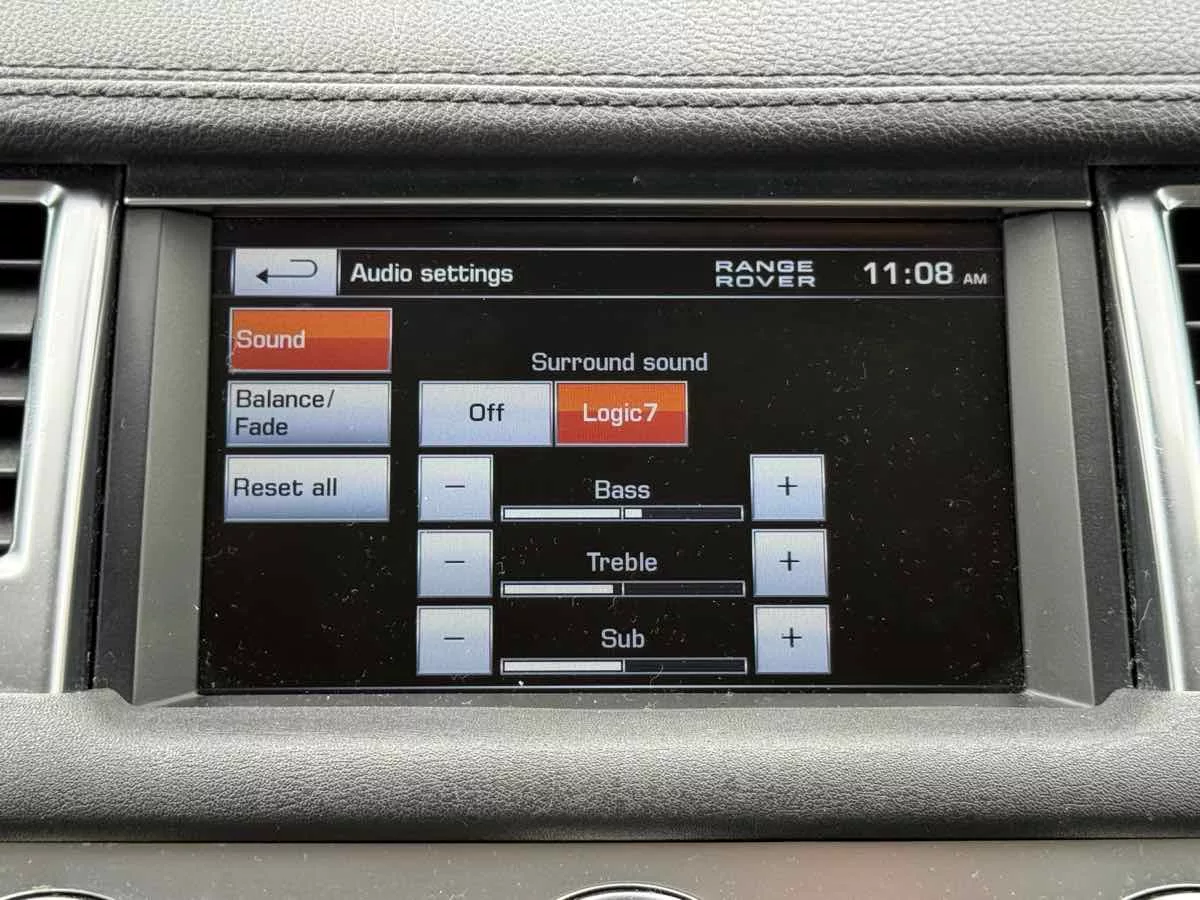 Audio settings
RANGE
ROVER
11:08 AM
Sound
Surround sound
Balance/
Fade
Off
Logic7
Reset all
−
Bass
+
−
Treble
+
−
Sub
+